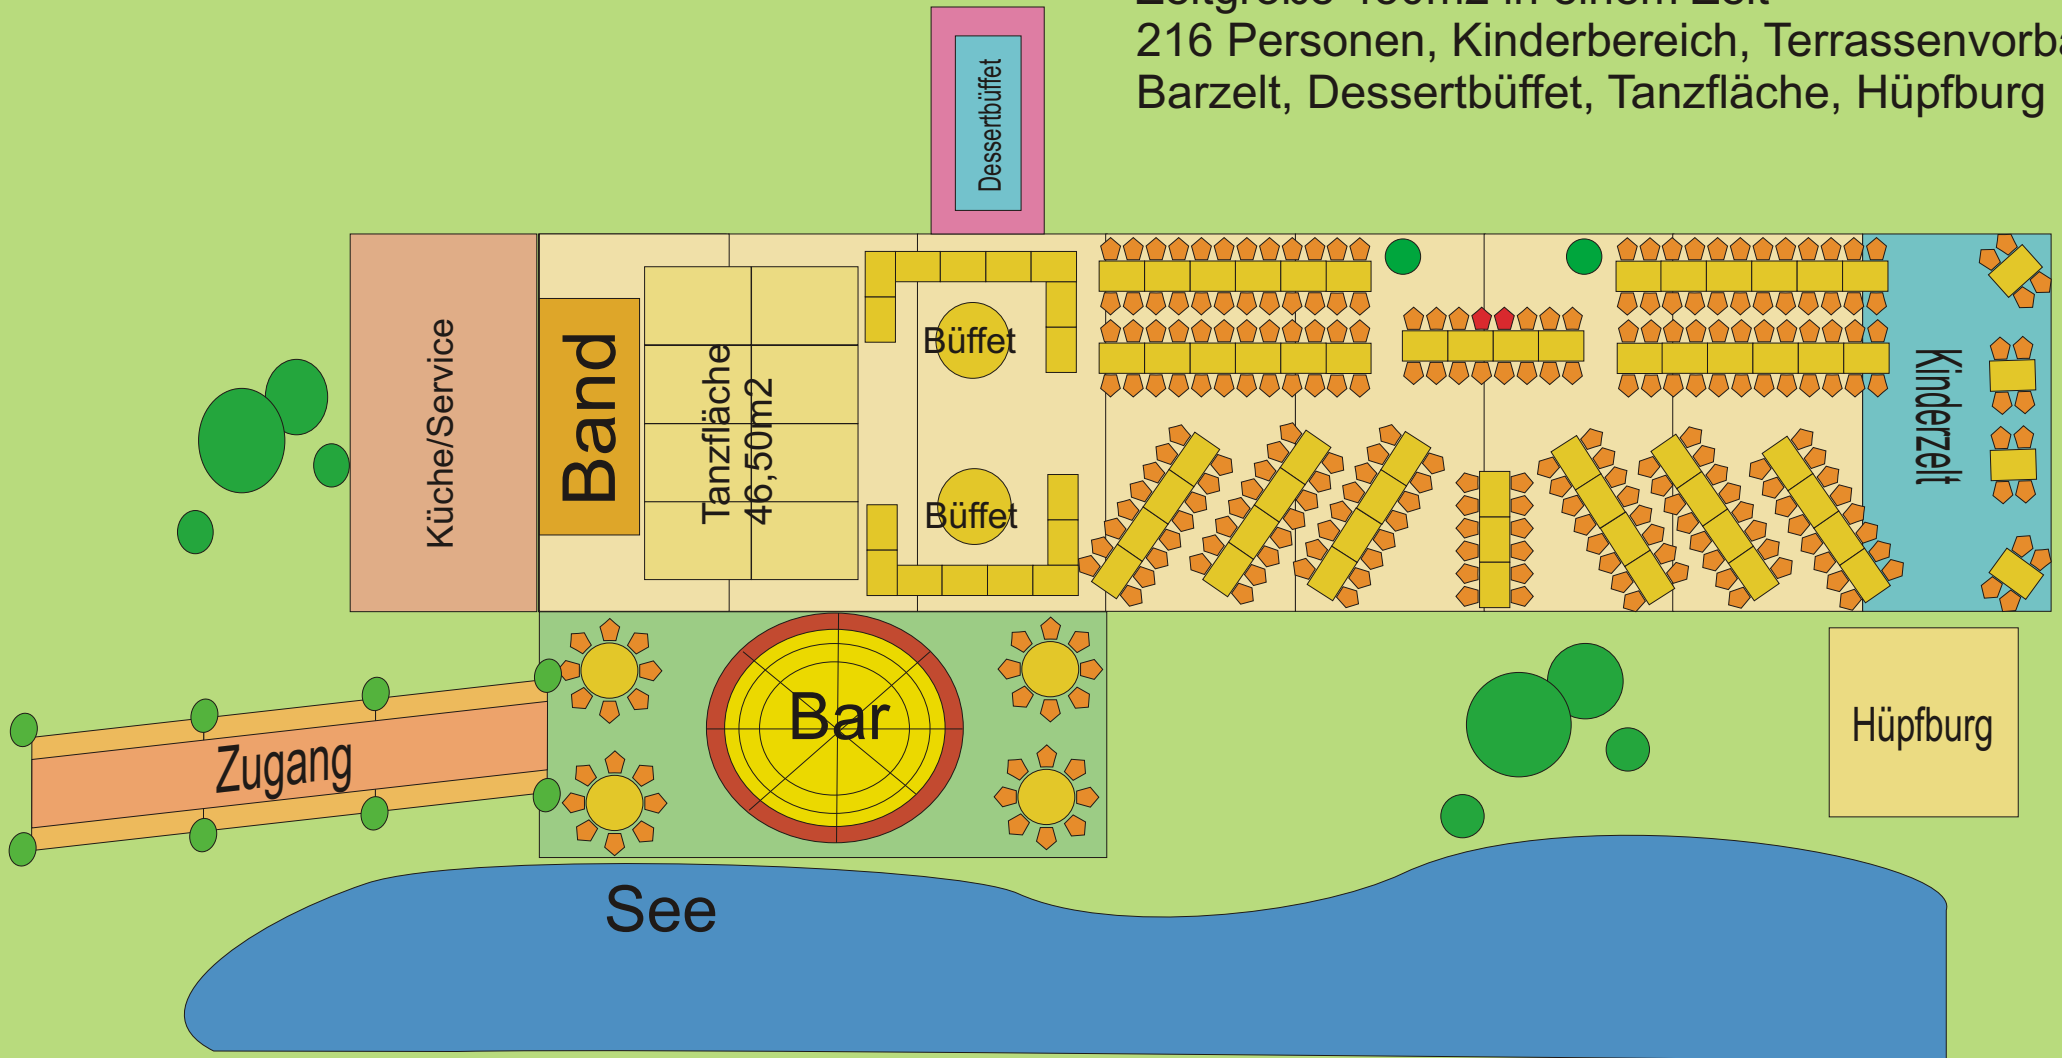 216 Personen, Kinderbereich, 
Barzelt, Dessertbüffet, Tanzfläche, Hüpfburg
Dessertbüffet
Küche/Service
Band
Tanzfläche
46,50m2
Büffet
Büffet
Kinderzelt
Zugang
Bar
Hüpfburg
See